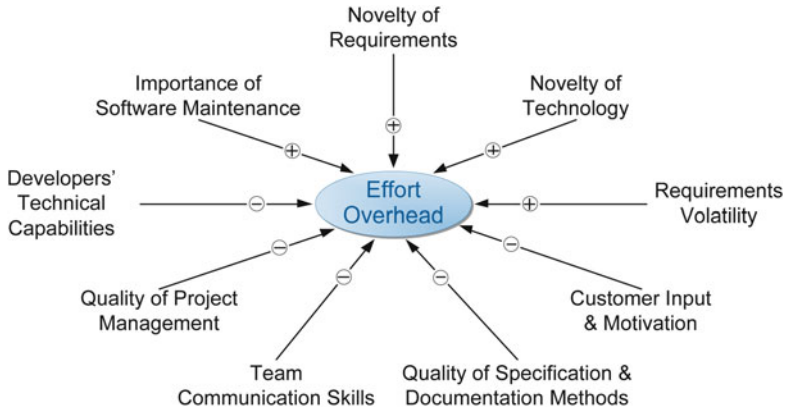 Novelty of
Requirements
Importance of
Software Maintenance
Novelty of
Technology
+
+
+
Developers'
Technical
Capabilities
−
Effort
Overhead
+
Requirements
Volatility
−
−
−
−
Quality of Project
Management
Customer Input
& Motivation
Team
Communication Skills
Quality of Specification &
Documentation Methods